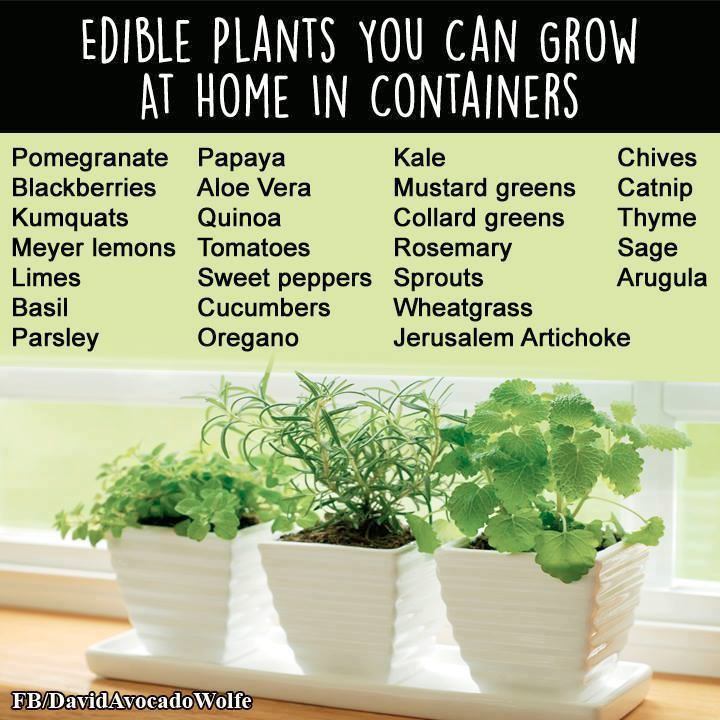 EDIBLE PLANTS YOU CAN GROW
AT HOME IN CONTAINERS
Pomegranate
Blackberries
Kumquats
Meyer lemons
Limes
Basil
Parsley
Papaya
Aloe Vera
Quinoa
Tomatoes
Sweet peppers
Cucumbers
Oregano
Kale
Mustard greens
Collard greens
Rosemary
Sprouts
Wheatgrass
Jerusalem Artichoke
Chives
Catnip
Thyme
Sage
Arugula
FB/DavidAvocadoWolfe